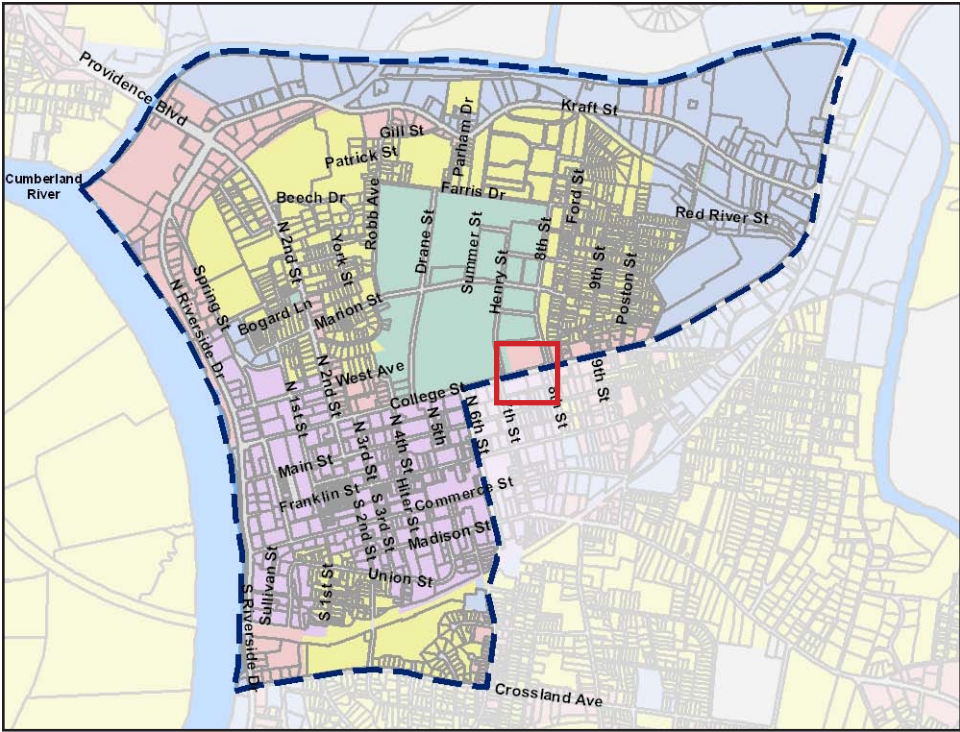 Providence Blvd
Kraft St
Gill St
Parham Dr
Patrick St
Cumberland
River
Farris Dr
Beech Dr
Robb Ave
Ford St
Red River St
Drane St
Summer St
8th St
N 2nd St
York St
Henry St
9th St
Poston St
Spring St
N Riverside Dr
Bogard Ln
Marion St
West Ave
N 2nd St
College St
9th St
N 1st St
8th St
N 3rd St
N 4th St
N 5th
N 6th St
7th St
Main St
Franklin St
Hiter St
Commerce St
S 2nd St
S 3rd St
Madison St
Union St
Sullivan St
S 1st St
S Riverside Dr
Crossland Ave